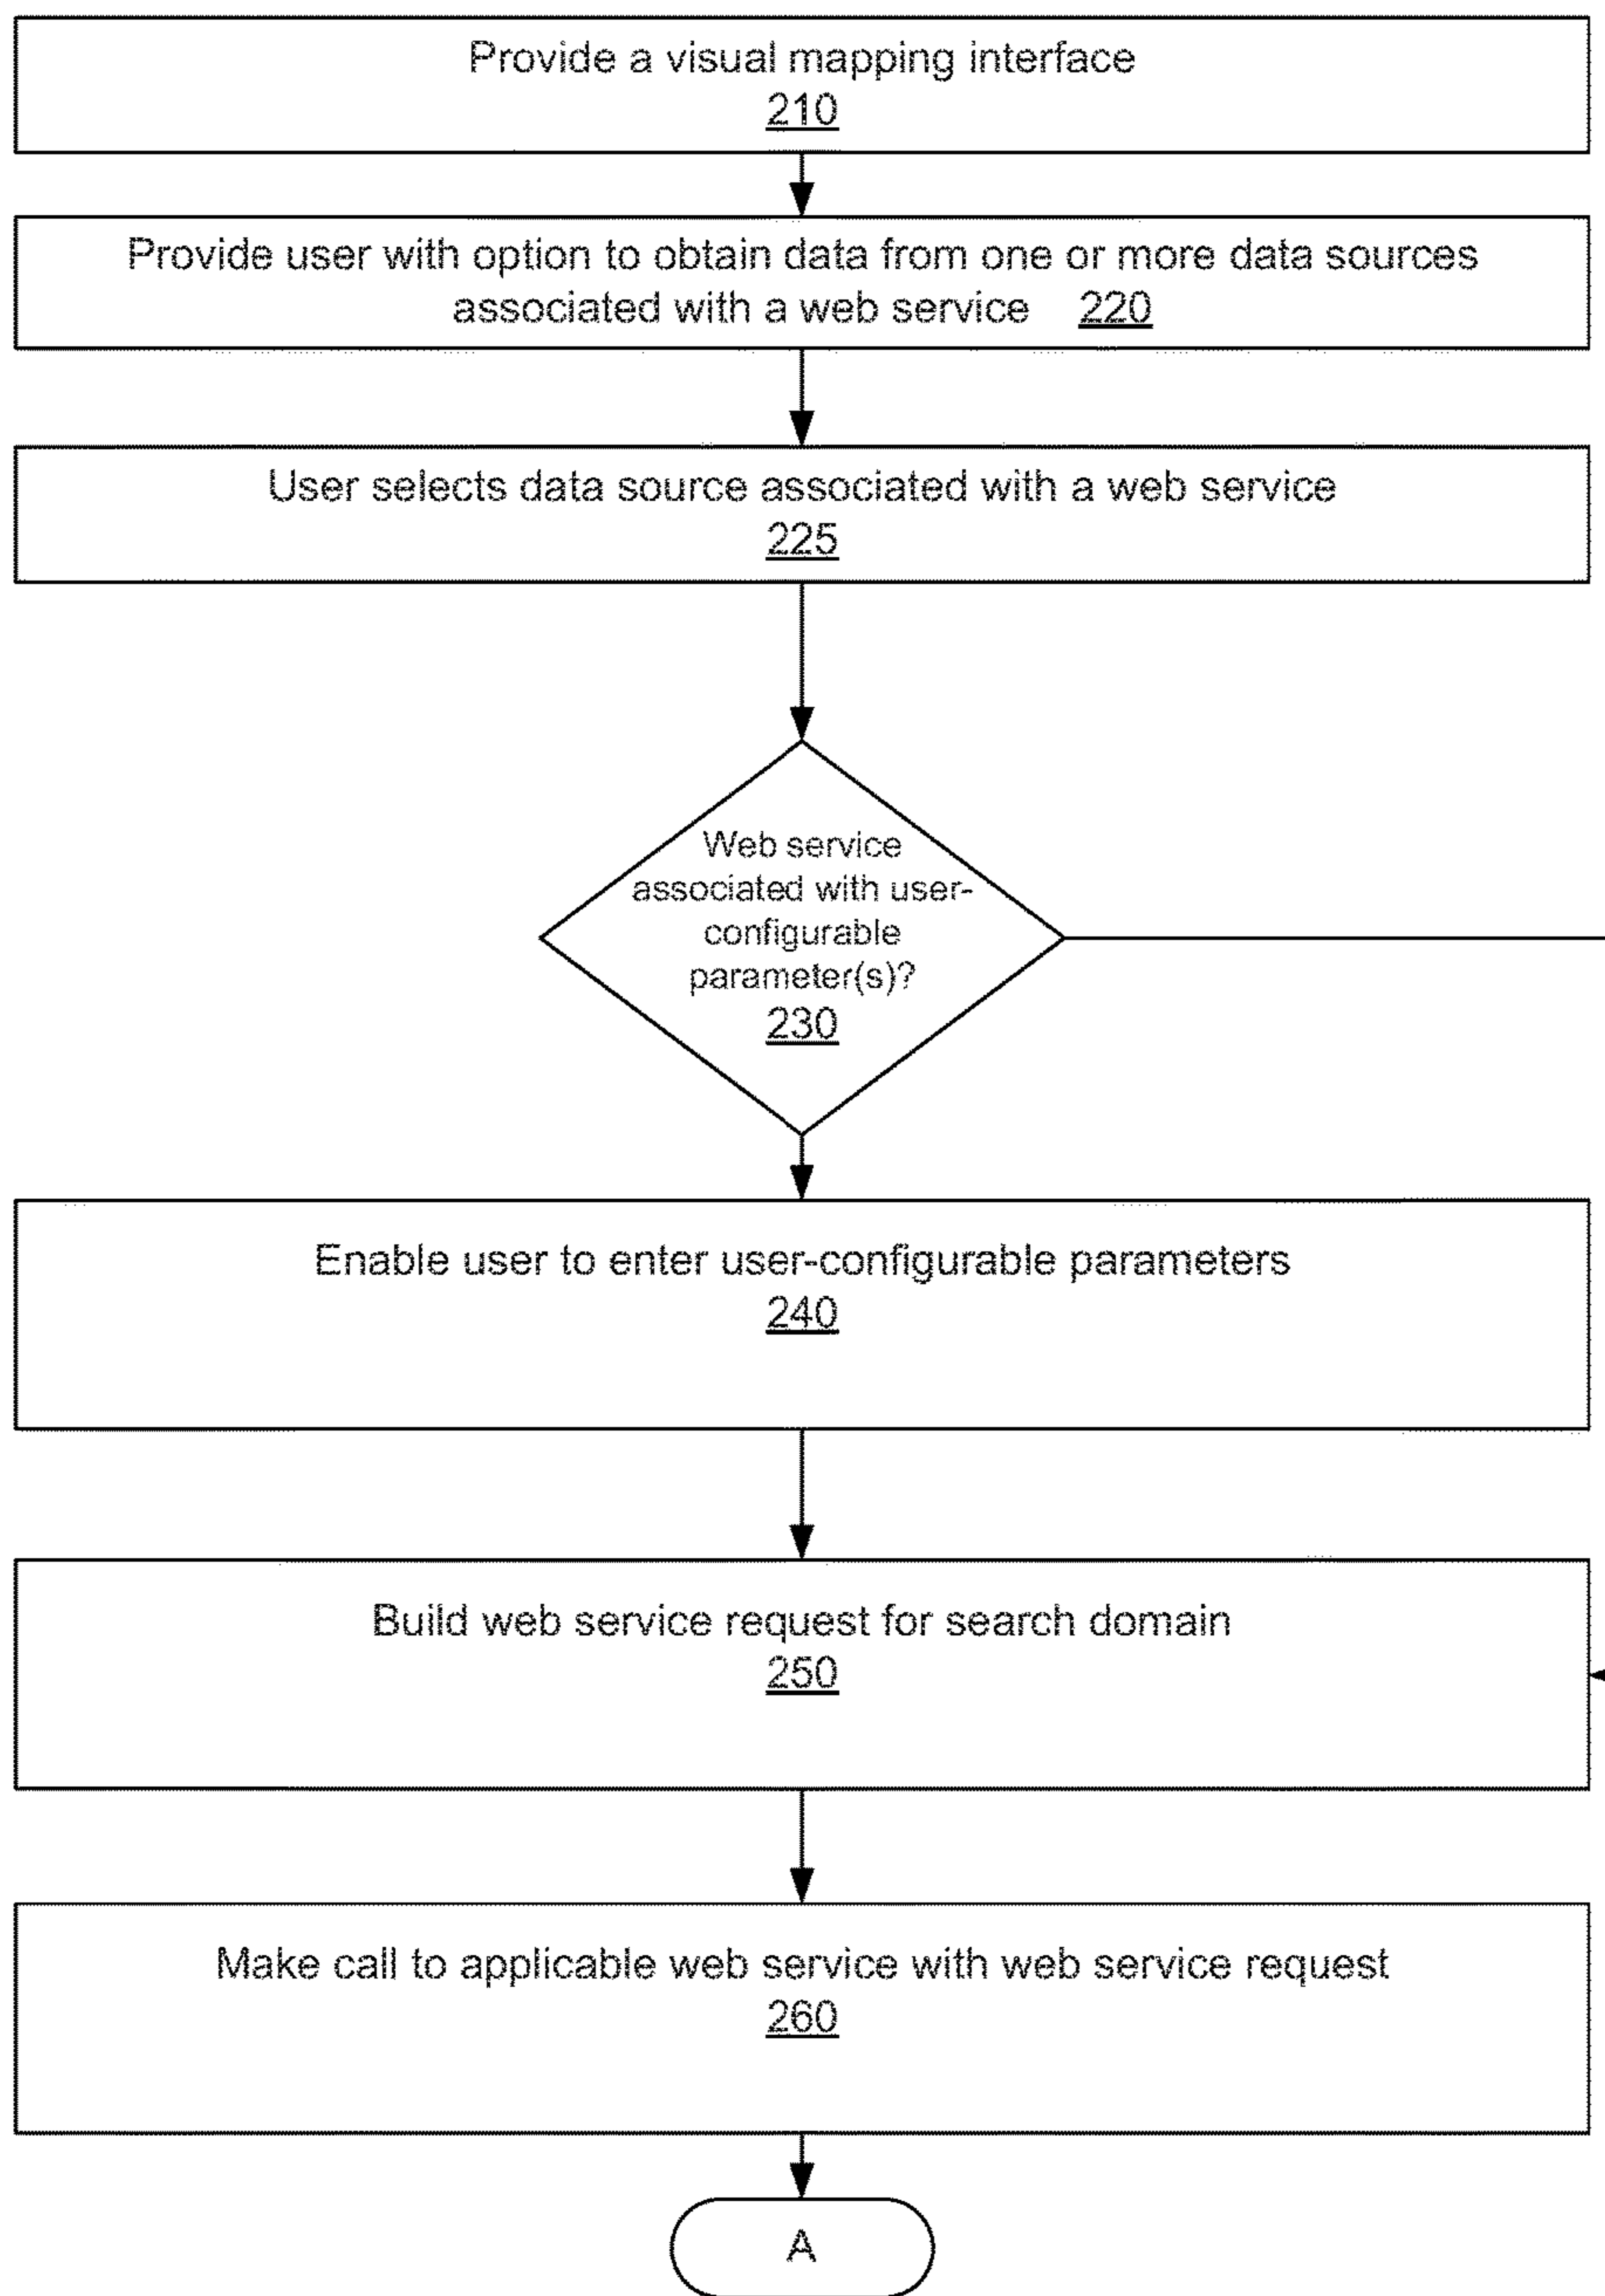 Provide a visual mapping interface
210
Provide user with option to obtain data from one or more data sources
associated with a web service 220
User selects data source associated with a web service
225
Web service
associated with user-
configurable
parameter(s)?
230
Enable user to enter user-configurable parameters
240
Build web service request for search domain
250
Make call to applicable web service with web service request
260
A